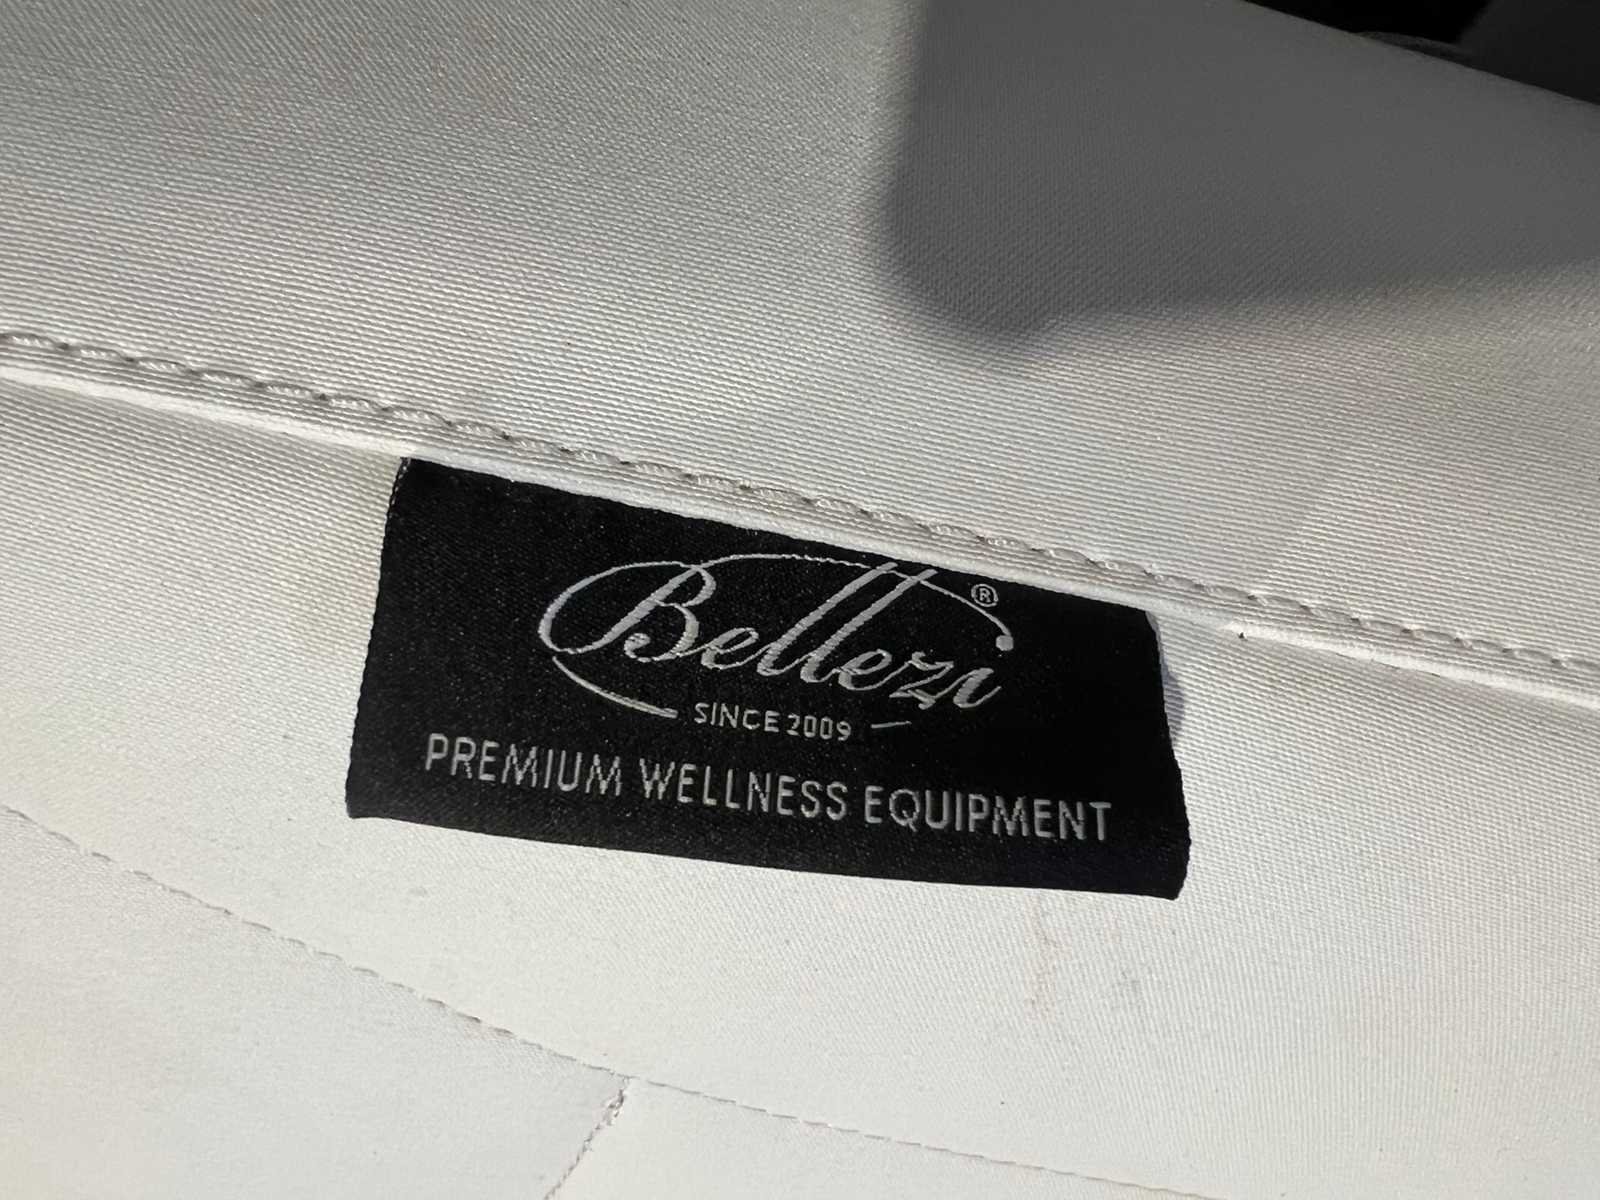 Bellezi®
SINCE 2009
PREMIUM WELLNESS EQUIPMENT